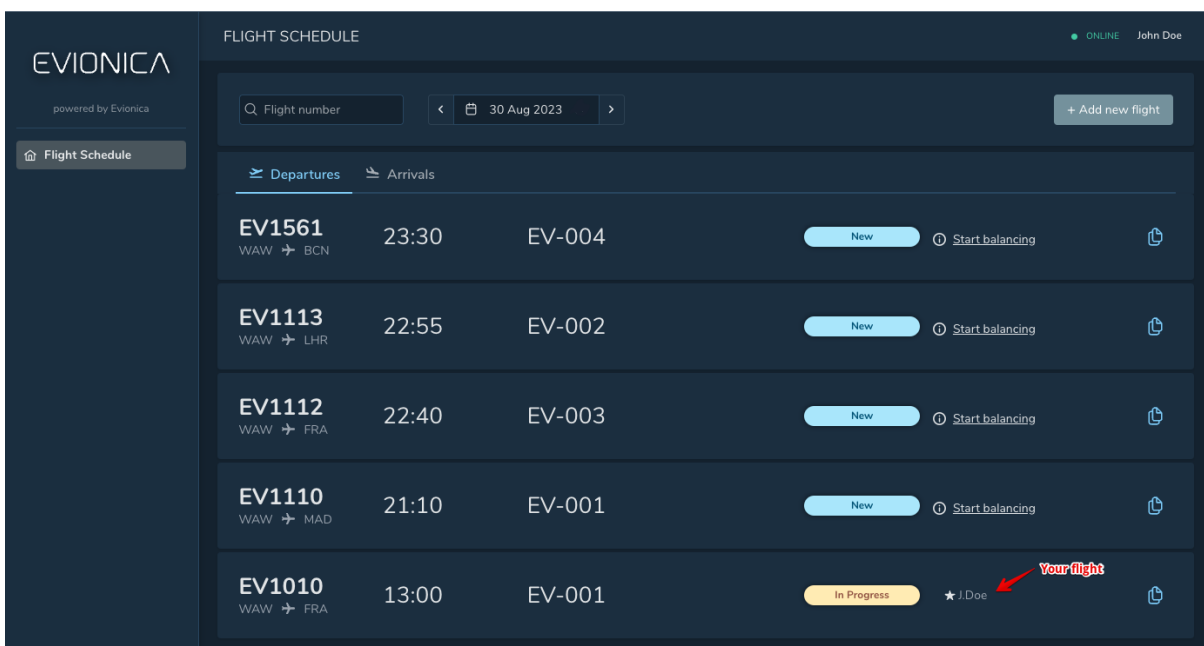 EVIONICA
powered by Evionica
Flight Schedule
FLIGHT SCHEDULE
ONLINE John Doe
Flight number
30 Aug 2023
+ Add new flight
Departures Arrivals
EV1561 23:30 EV-004 New Start balancing
WAW BCN
EV1113 22:55 EV-002 New Start balancing
WAW LHR
EV1112 22:40 EV-003 New Start balancing
WAW FRA
EV1110 21:10 EV-001 New Start balancing
WAW MAD
Your flight
EV1010 13:00 EV-001 In Progress J.Doe
WAW FRA